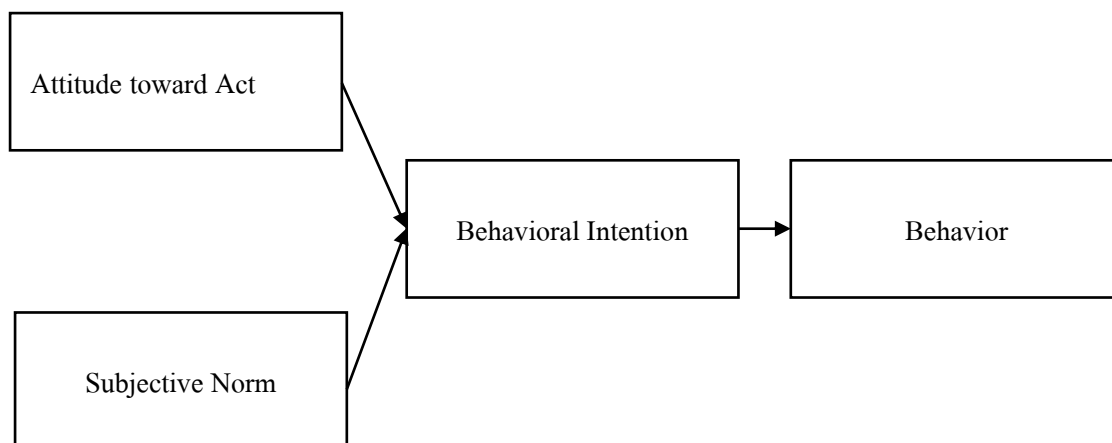 Attitude toward Act
Behavioral Intention
Behavior
Subjective Norm